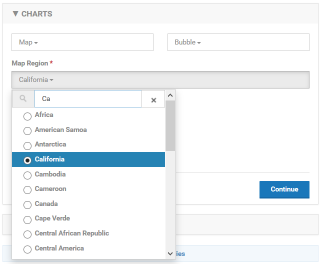 CHARTS
Map
Bubble
Map Region *
California
Ca
Africa
American Samoa
Antarctica
California
Cambodia
Cameroon
Canada
Cape Verde
Central African Republic
Central America
Continue